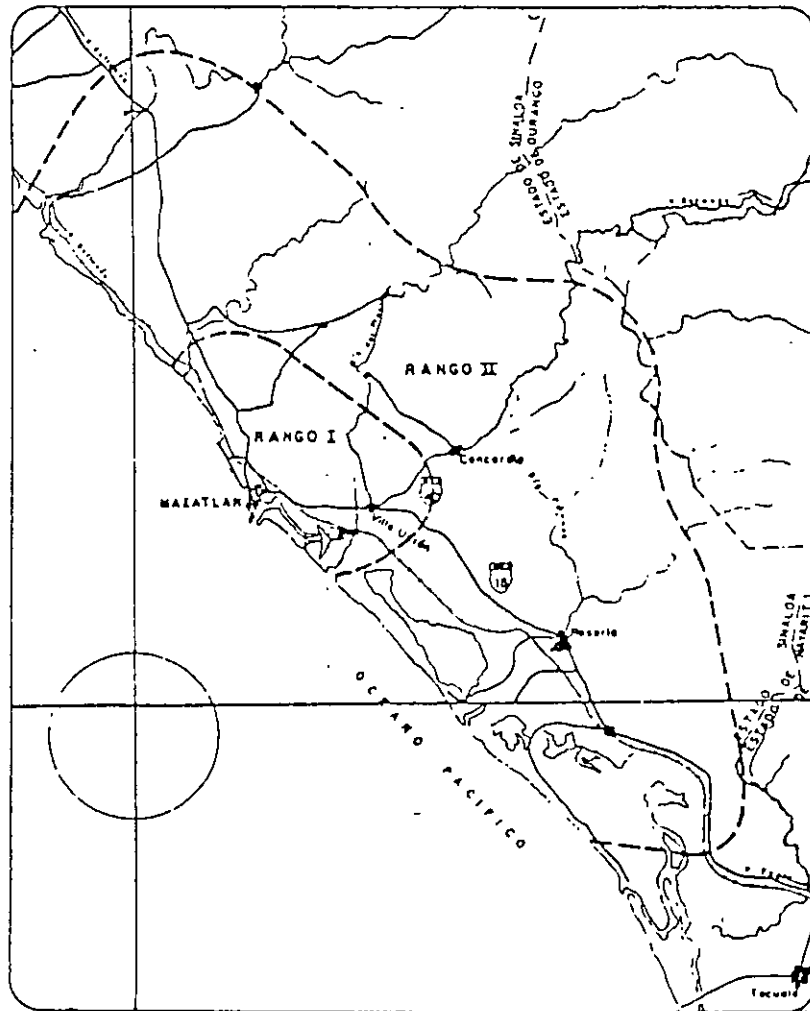 ESTADO DE SINALOA
ESTADO DE DURANGO
RANGO II
RANGO I
Concordia
MAZATLAN
Villa Unión
15
Rosario
OCEANO PACIFICO
ESTADO DE SINALOA
ESTADO DE NAYARIT
Tecuala